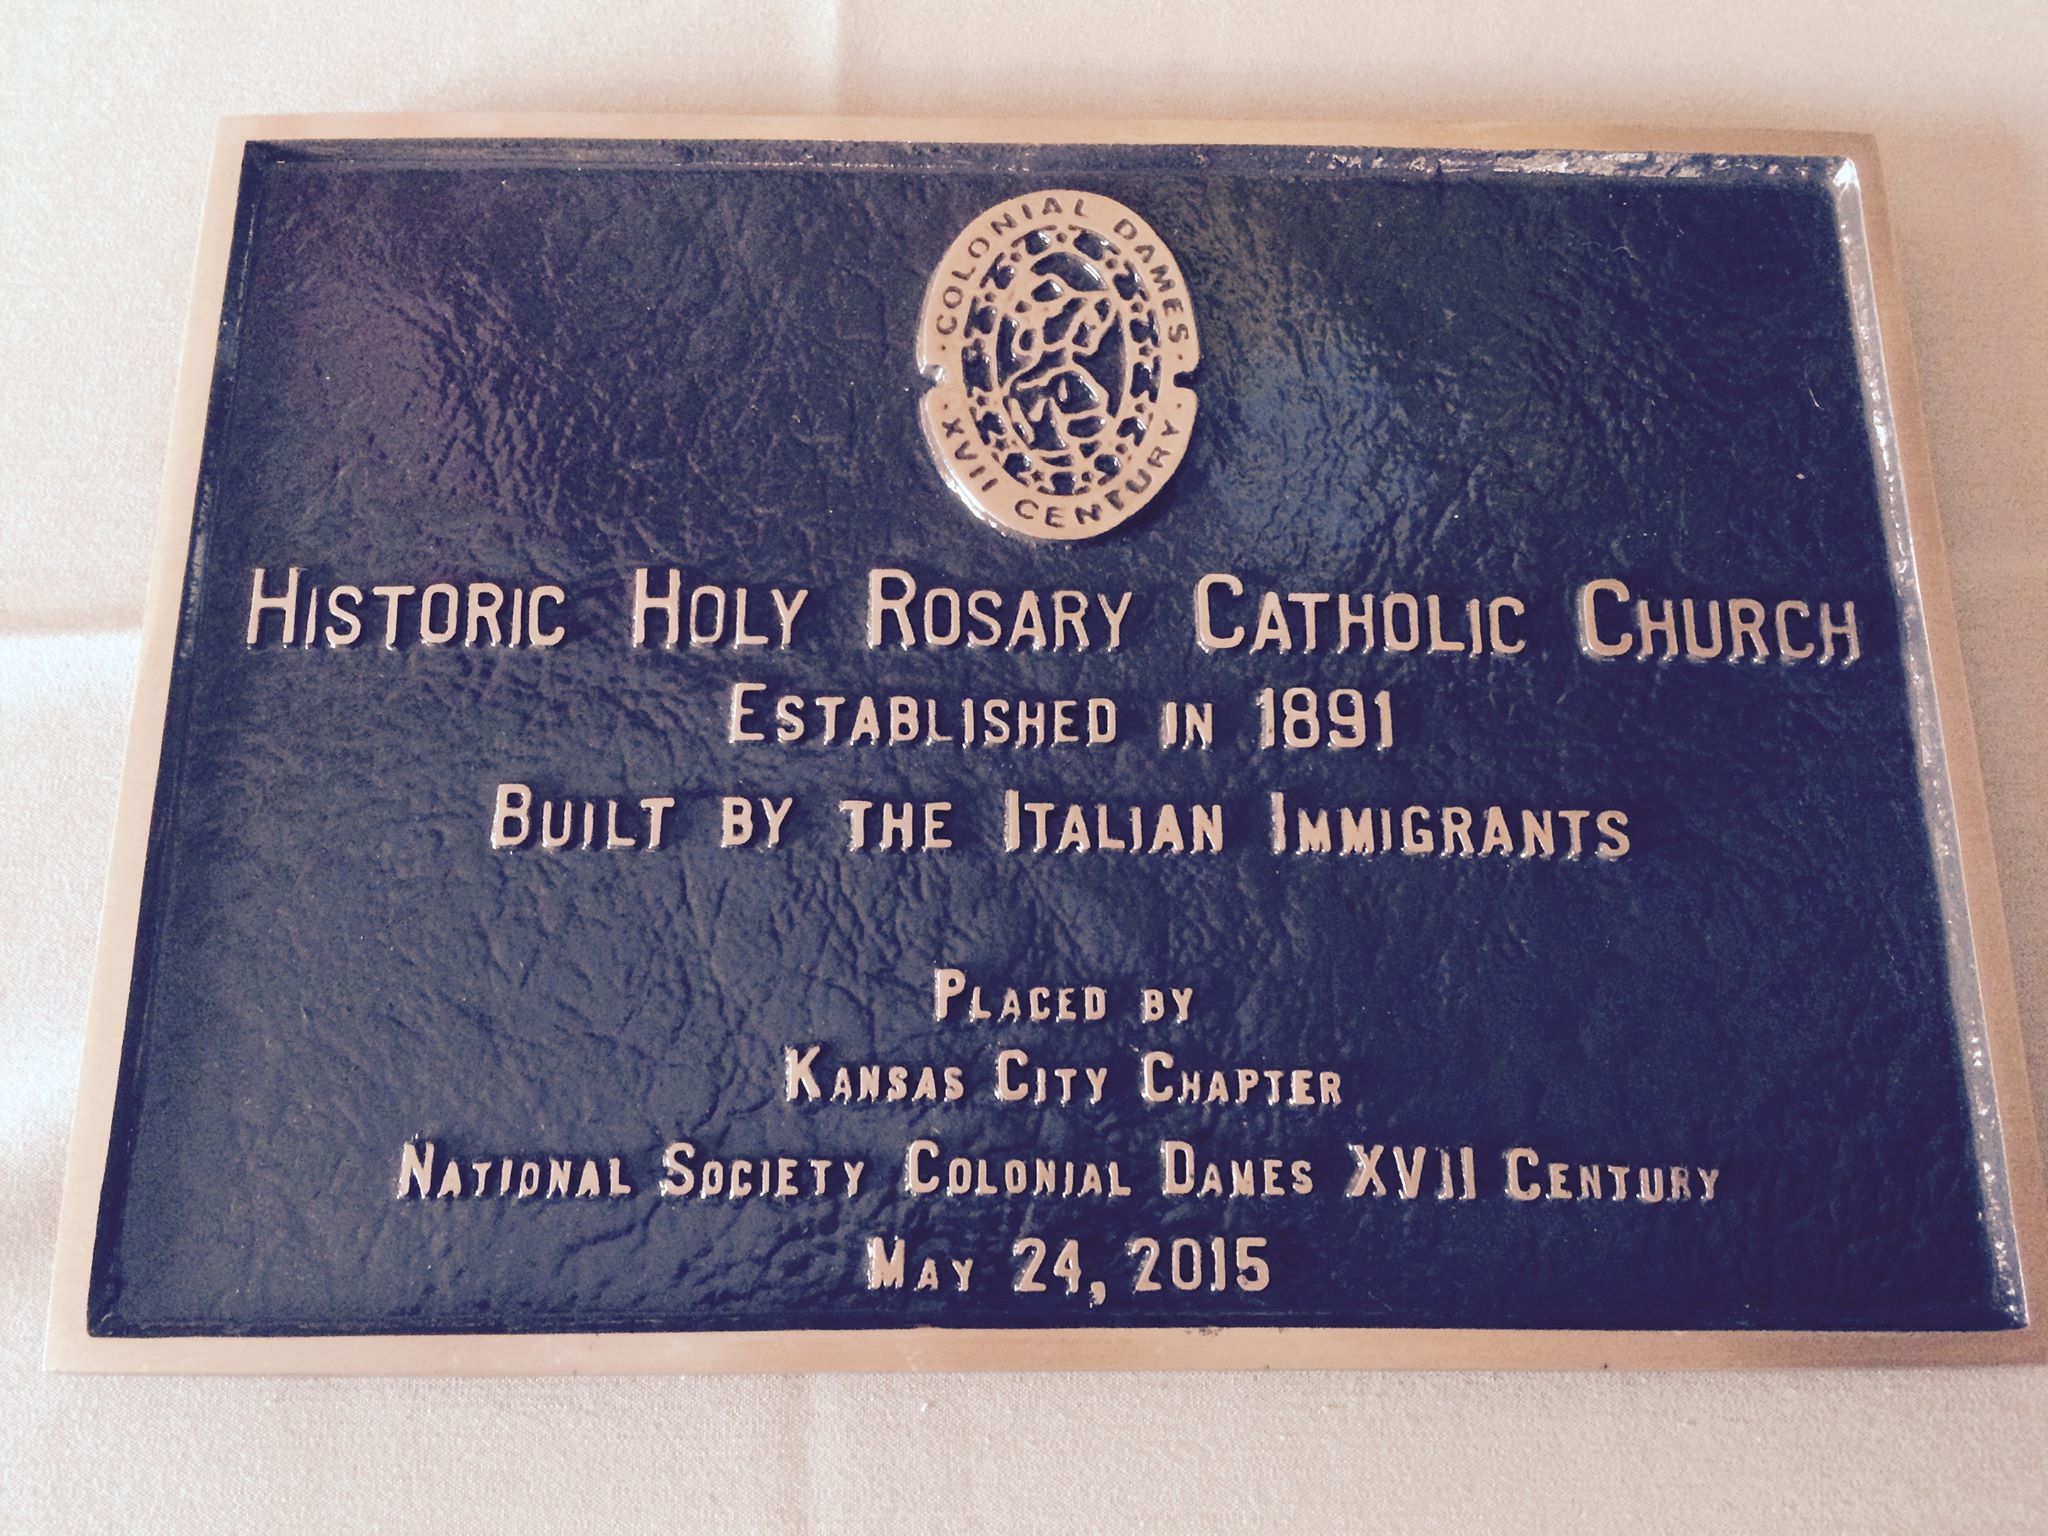 COLONIAL DAMES
XVII CENTURY
HISTORIC HOLY ROSARY CATHOLIC CHURCH
ESTABLISHED IN 1891
BUILT BY THE ITALIAN IMMIGRANTS
PLACED BY
KANSAS CITY CHAPTER
NATIONAL SOCIETY COLONIAL DAMES XVII CENTURY
MAY 24, 2015